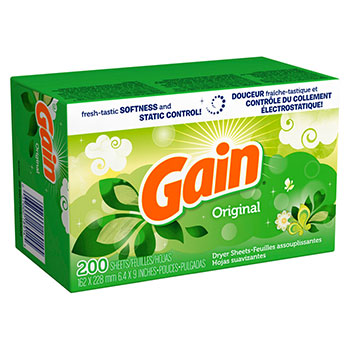 fresh-tastic SOFTNESS and
STATIC CONTROL!
DOUCEUR fraîche-tastique et
CONTRÔLE DU COLLEMENT
ÉLECTROSTATIQUE!
Gain
Original
Gain
Original
200 SHEETS/FEUILLES/HOJAS
162 X 228 mm 6.4 X 9 INCHES•POUCES•PULGADAS
Dryer Sheets•Feuilles assouplissantes
Hojas suavizantes